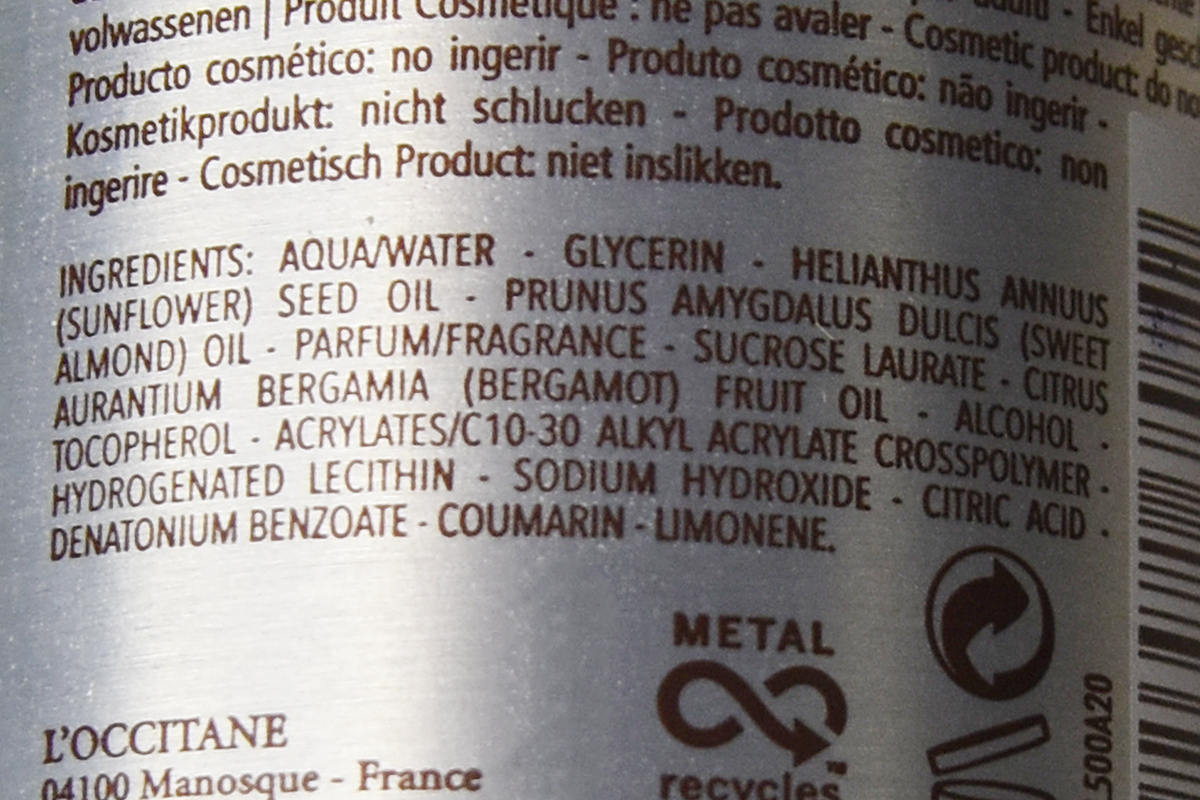 volwassenen | Produit Cosmétique : ne pas avaler - Cosmetic product: do
Producto cosmético: no ingerir - Produto cosmético: não ingerir -
Kosmetikprodukt: nicht schlucken - Prodotto cosmetico: non
ingerire - Cosmetisch Product: niet inslikken.
INGREDIENTS: AQUA/WATER - GLYCERIN - HELIANTHUS ANNUUS
(SUNFLOWER) SEED OIL - PRUNUS AMYGDALUS DULCIS (SWEET
ALMOND) OIL - PARFUM/FRAGRANCE - SUCROSE LAURATE - CITRUS
AURANTIUM BERGAMIA (BERGAMOT) FRUIT OIL - ALCOHOL -
TOCOPHEROL - ACRYLATES/C10-30 ALKYL ACRYLATE CROSSPOLYMER -
HYDROGENATED LECITHIN - SODIUM HYDROXIDE - CITRIC ACID -
DENATONIUM BENZOATE - COUMARIN - LIMONENE.
METAL
recycles
L'OCCITANE
04100 Manosque - France
500A20